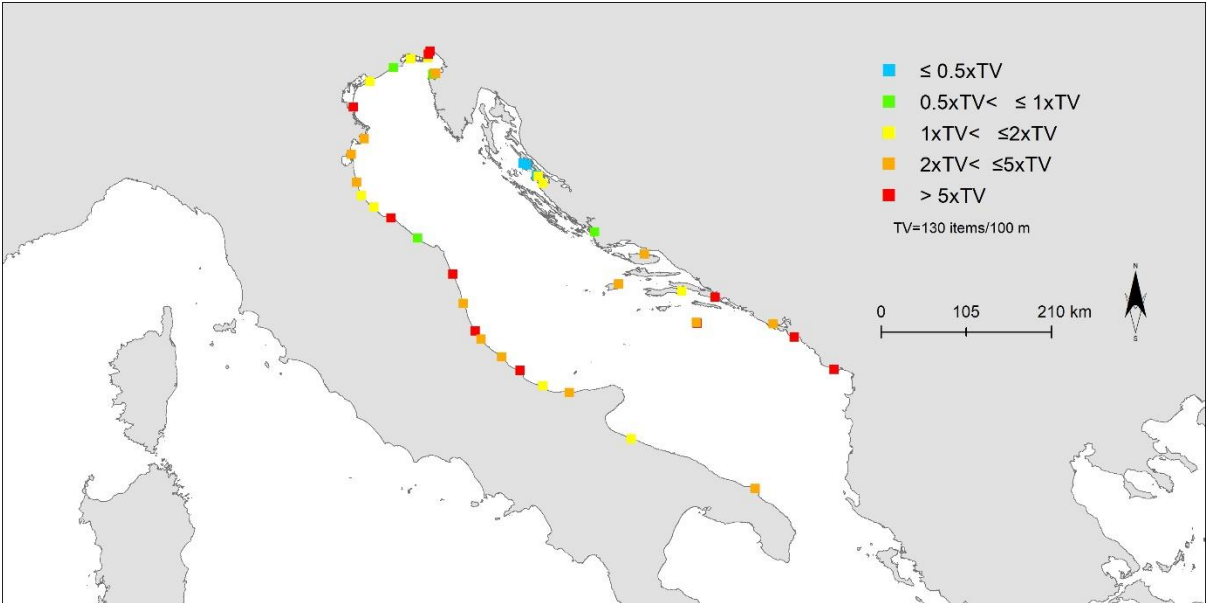 ≤ 0.5xTV
0.5xTV< ≤ 1xTV
1xTV< ≤2xTV
2xTV< ≤5xTV
> 5xTV
TV=130 items/100 m
N
S
0 105 210 km